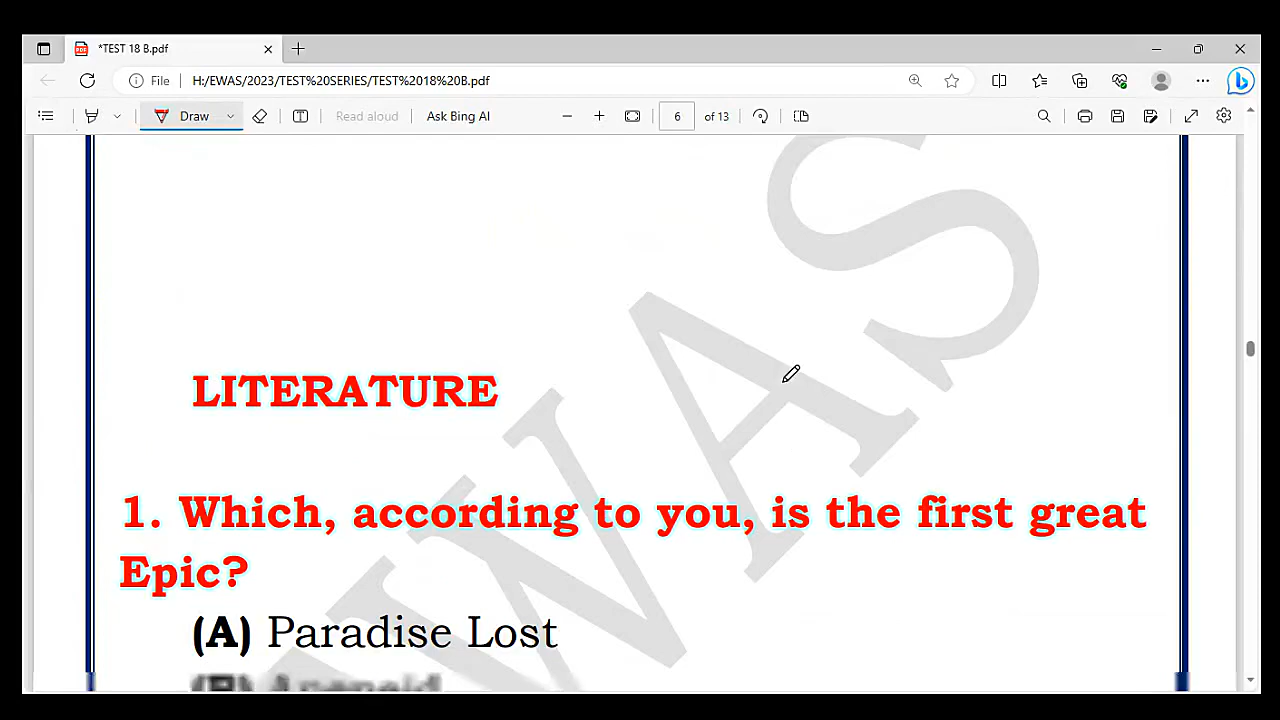 *TEST 18 B.pdf
File H:/EWAS/2023/TEST%20SERIES/TEST%2018%20B.pdf
Draw Read aloud Ask Bing AI 6 of 13
WAS
LITERATURE
1. Which, according to you, is the first great
Epic?
(A) Paradise Lost